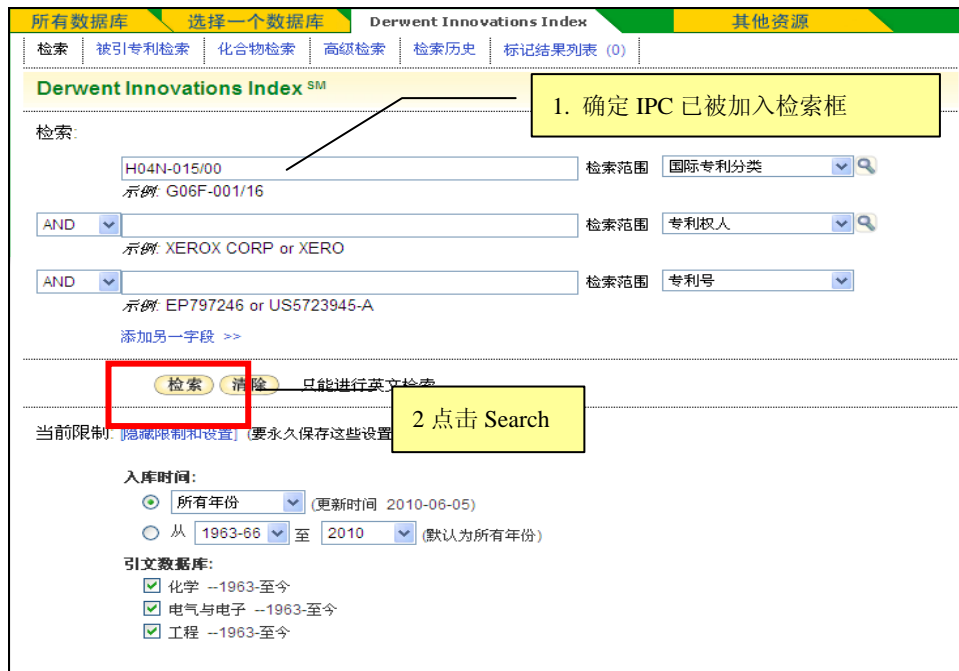 所有数据库 选择一个数据库 Derwent Innovations Index 其他资源
检索 被引专利检索 化合物检索 高级检索 检索历史 标记结果列表 (0)
Derwent Innovations Index SM
1. 确定 IPC 已被加入检索框
检索:
H04N-015/00 检索范围 国际专利分类
示例: G06F-001/16
AND 检索范围 专利权人
示例: XEROX CORP or XERO
AND 检索范围 专利号
示例: EP797246 or US5723945-A
添加另一字段 >>
检索 清除 只能进行英文检索
2 点击 Search
当前限制: [隐藏限制和设置] (要永久保存这些设置
入库时间:
所有年份 (更新时间 2010-06-05)
从 1963-66 至 2010 (默认为所有年份)
引文数据库:
化学 --1963-至今
电气与电子 --1963-至今
工程 --1963-至今